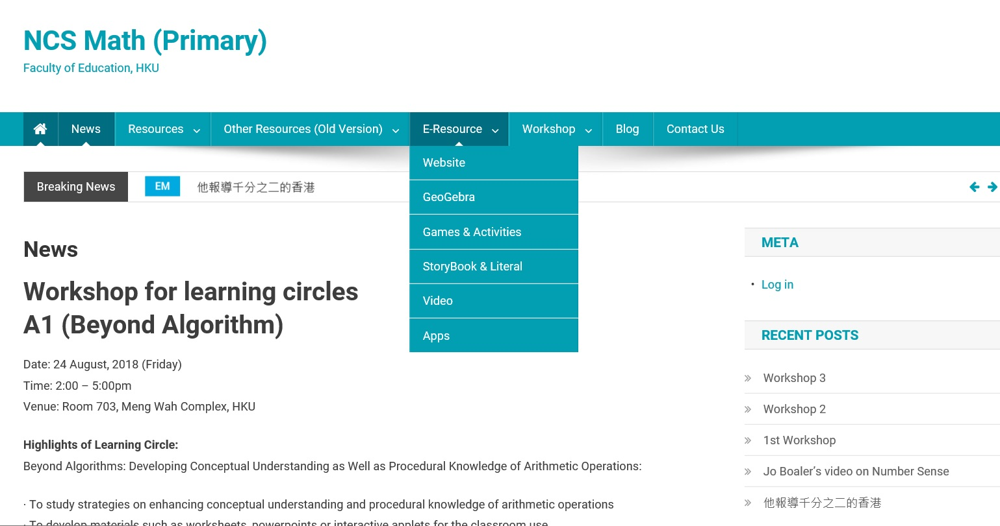 NCS Math (Primary)
Faculty of Education, HKU
News
Resources
Other Resources (Old Version)
E-Resource
Workshop
Blog
Contact Us
Website
GeoGebra
Games & Activities
StoryBook & Literal
Video
Apps
Breaking News
EM
他報導千分之二的香港
News
Workshop for learning circles
A1 (Beyond Algorithm)
Date: 24 August, 2018 (Friday)
Time: 2:00 – 5:00pm
Venue: Room 703, Meng Wah Complex, HKU
Highlights of Learning Circle:
Beyond Algorithms: Developing Conceptual Understanding as Well as Procedural Knowledge of Arithmetic Operations:
· To study strategies on enhancing conceptual understanding and procedural knowledge of arithmetic operations
· To develop materials such as worksheets, powerpoints or interactive applets for the classroom use
META
• Log in
RECENT POSTS
Workshop 3
Workshop 2
1st Workshop
Jo Boaler’s video on Number Sense
他報導千分之二的香港